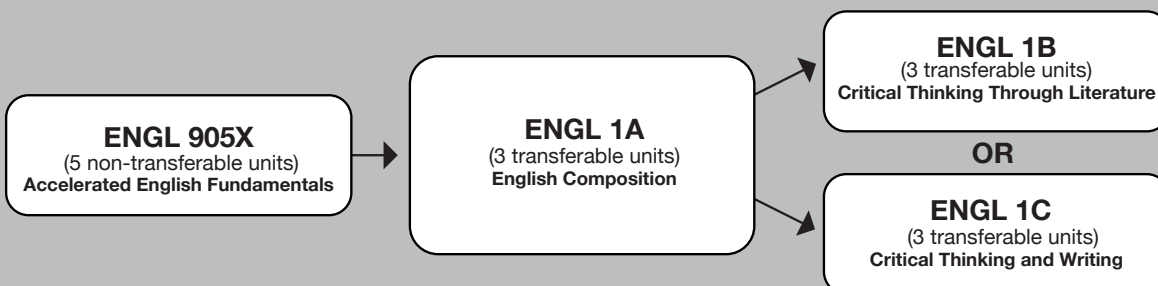 ENGL 905X
(5 non-transferable units)
Accelerated English Fundamentals
ENGL 1A
(3 transferable units)
English Composition
ENGL 1B
(3 transferable units)
Critical Thinking Through Literature
OR
ENGL 1C
(3 transferable units)
Critical Thinking and Writing